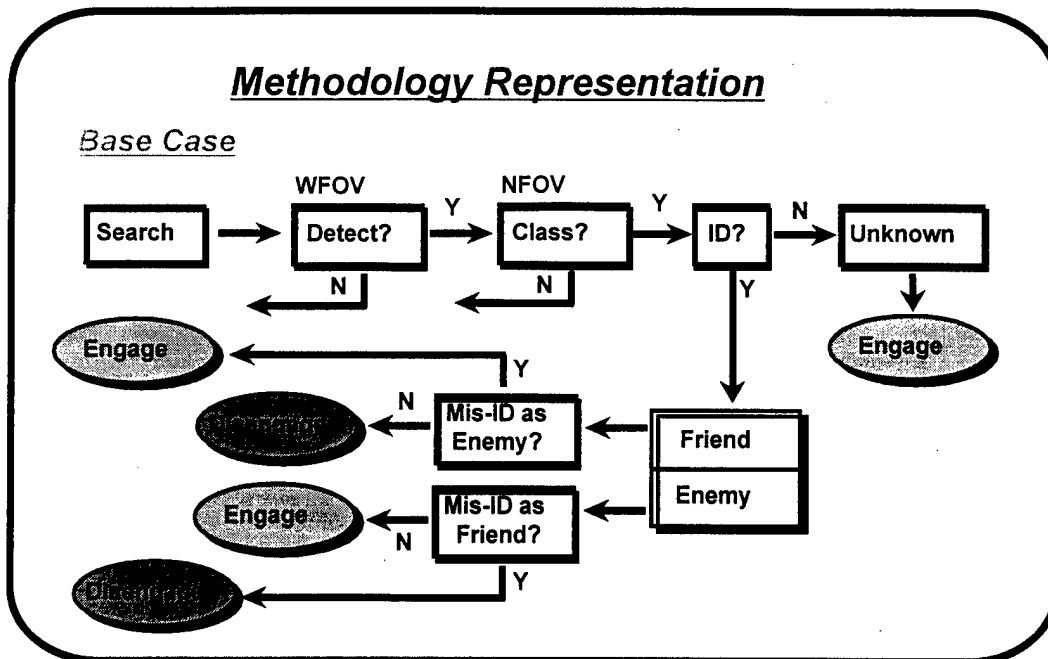 Methodology Representation
Base Case
WFOV
NFOV
Search
Detect?
Y
Class?
Y
ID?
N
Unknown
N
N
Y
Engage
Engage
Y
Mis-ID as
Enemy?
N
Friend
Enemy
Engage
Mis-ID as
Friend?
N
Y